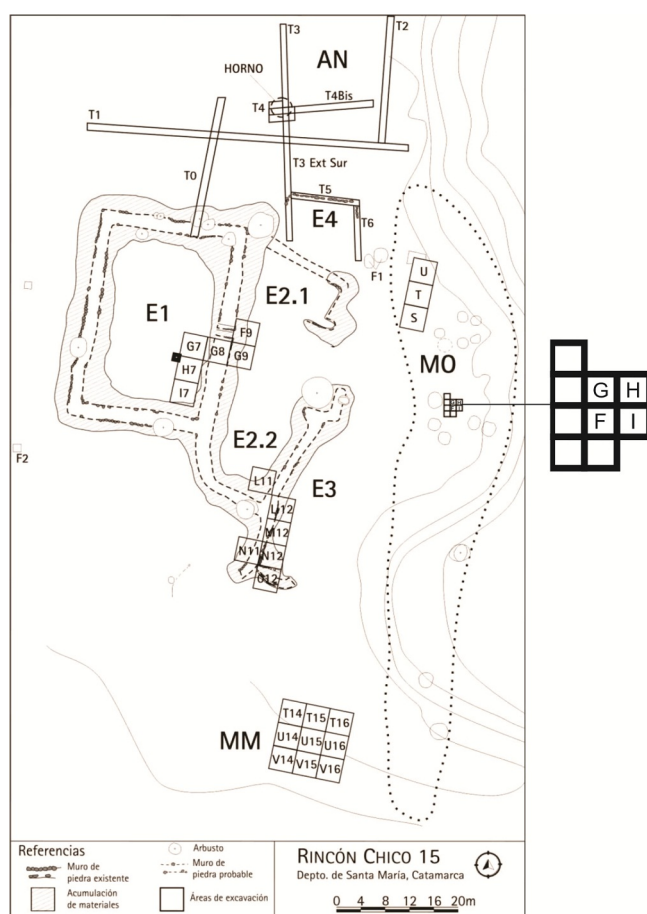 T3
T2
AN
HORNO
T4
T4Bis
T1
T3 Ext Sur
T0
T5
E4
T6
F1
U
T
S
E2.1
E1
F9
G7
G8
G9
H7
I7
MO
G H
F I
E2.2
F2
L11
E3
LL12
M12
N11
N12
O12
MM
T14 T15 T16
U14 U15 U16
V14 V15 V16
Referencias
Muro de
piedra existente
Acumulación
de materiales
Arbusto
Muro de
piedra probable
Áreas de excavación
RINCÓN CHICO 15
Depto. de Santa María, Catamarca
0 4 8 12 16 20m